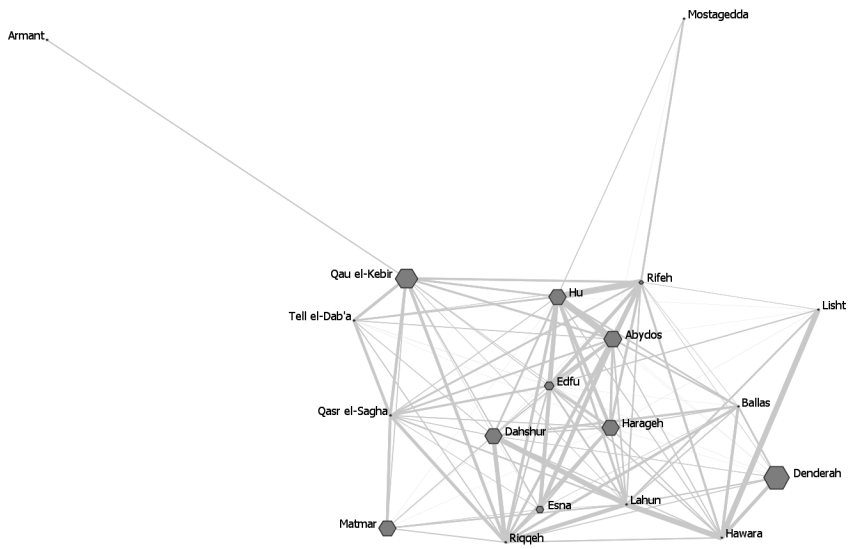 Mostagedda
Armant
Qau el-Kebir
Rifeh
Hu
Lisht
Tell el-Dab'a
Abydos
Edfu
Ballas
Qasr el-Sagha
Harageh
Dahshur
Denderah
Lahun
Esna
Matmar
Hawara
Riqqeh